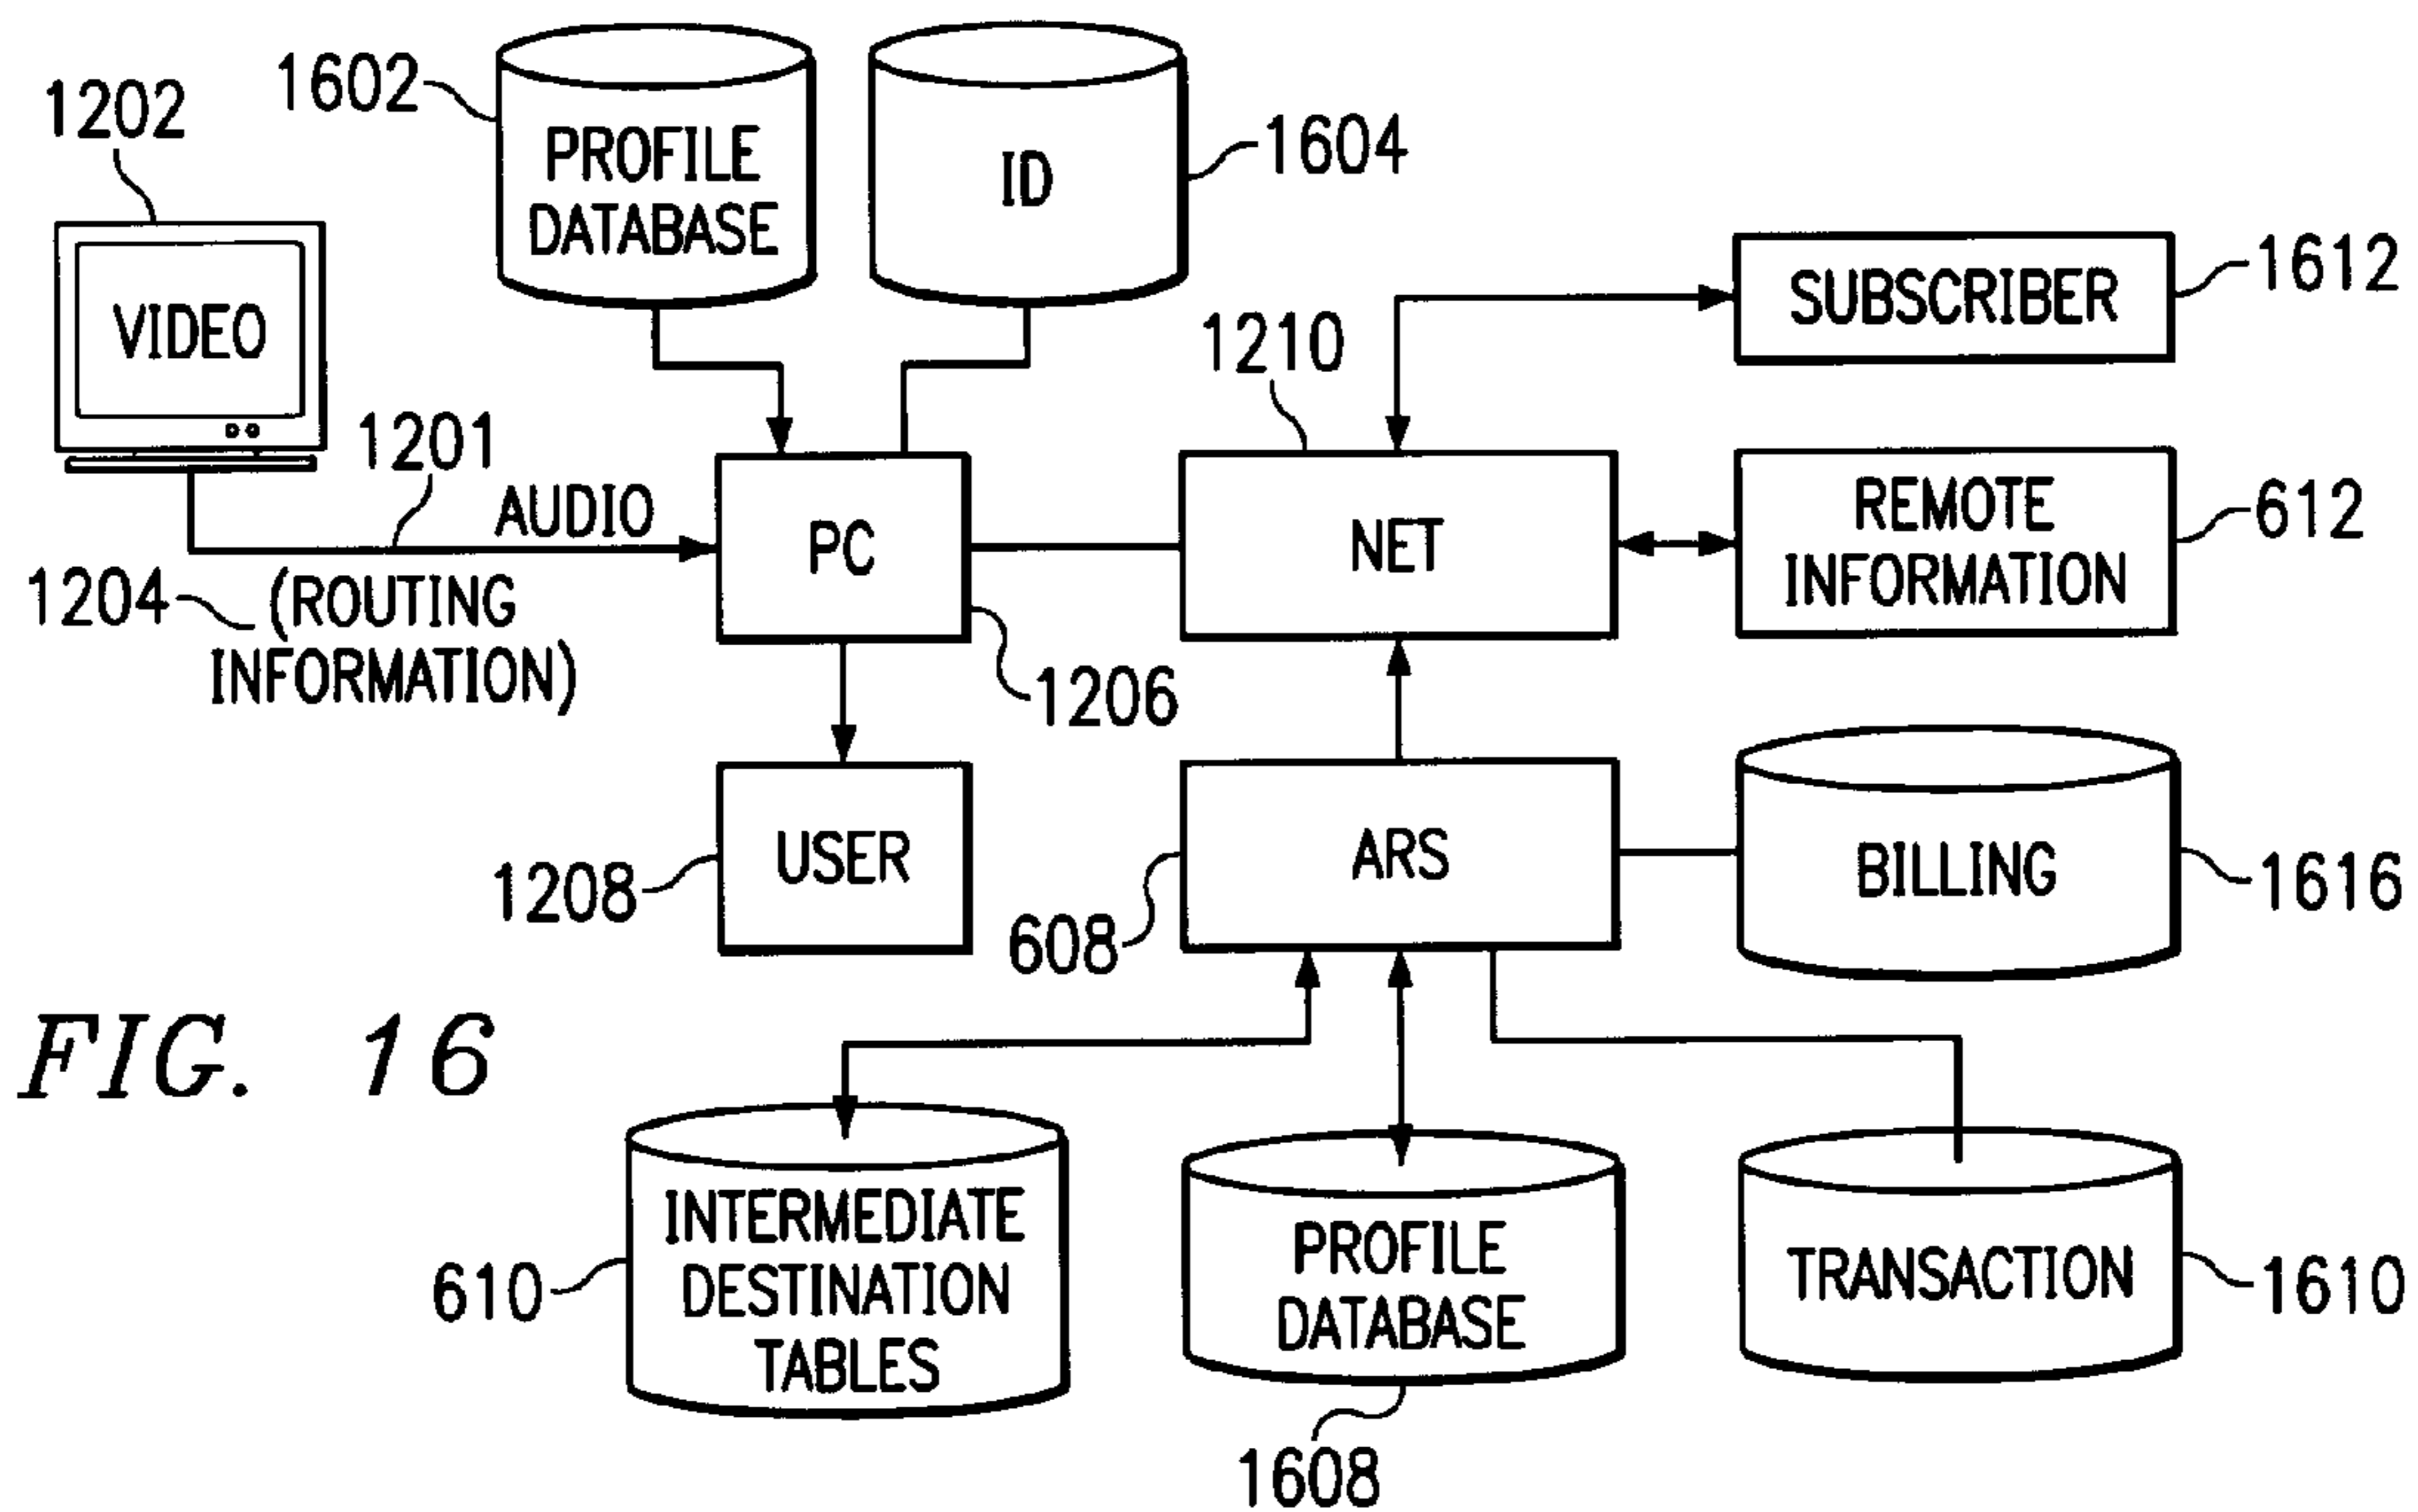 1602
1202
PROFILE
DATABASE
ID
1604
VIDEO
SUBSCRIBER
1612
1210
1201
AUDIO
PC
NET
REMOTE
INFORMATION
612
1204
(ROUTING
INFORMATION)
1206
USER
1208
ARS
608
BILLING
1616
FIG. 16
INTERMEDIATE
DESTINATION
TABLES
610
PROFILE
DATABASE
1608
TRANSACTION
1610